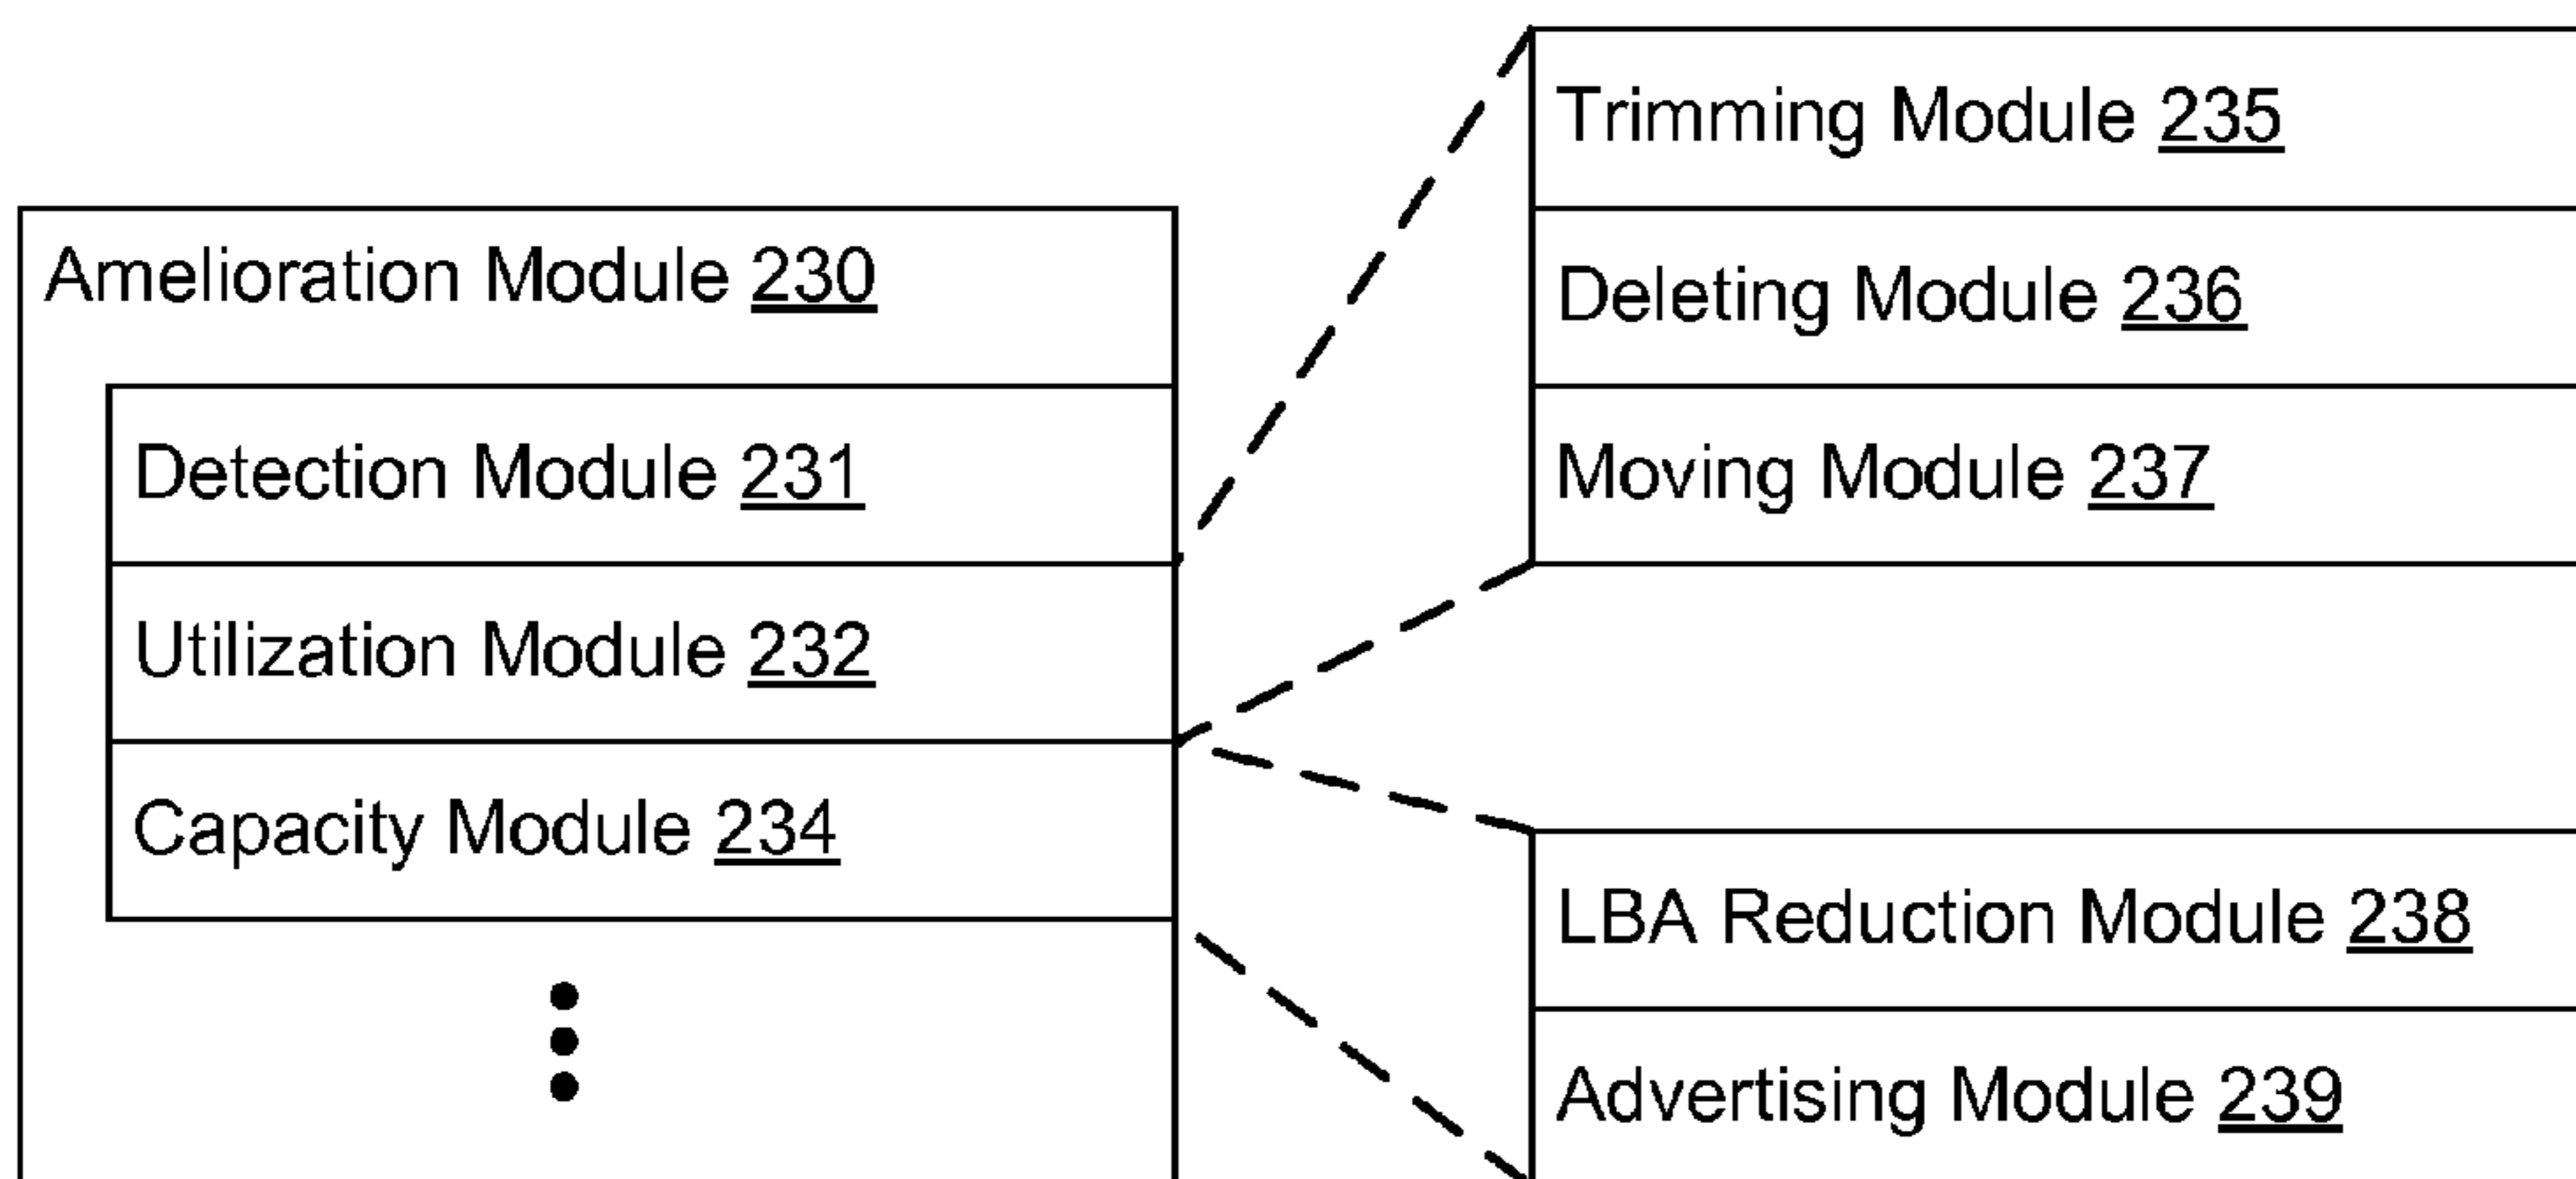 Amelioration Module 230
Detection Module 231
Utilization Module 232
Capacity Module 234
Trimming Module 235
Deleting Module 236
Moving Module 237
LBA Reduction Module 238
Advertising Module 239